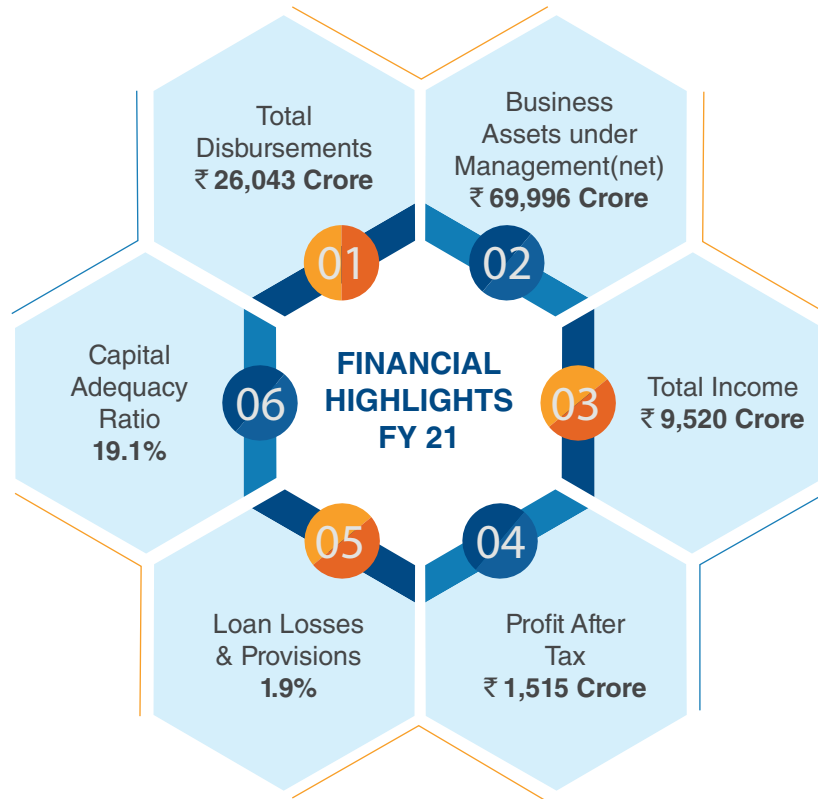 Total
Disbursements
₹ 26,043 Crore
01
Business
Assets under
Management(net)
₹ 69,996 Crore
02
Total Income
₹ 9,520 Crore
03
Profit After
Tax
₹ 1,515 Crore
04
Loan Losses
& Provisions
1.9%
05
Capital
Adequacy
Ratio
19.1%
06
FINANCIAL
HIGHLIGHTS
FY 21